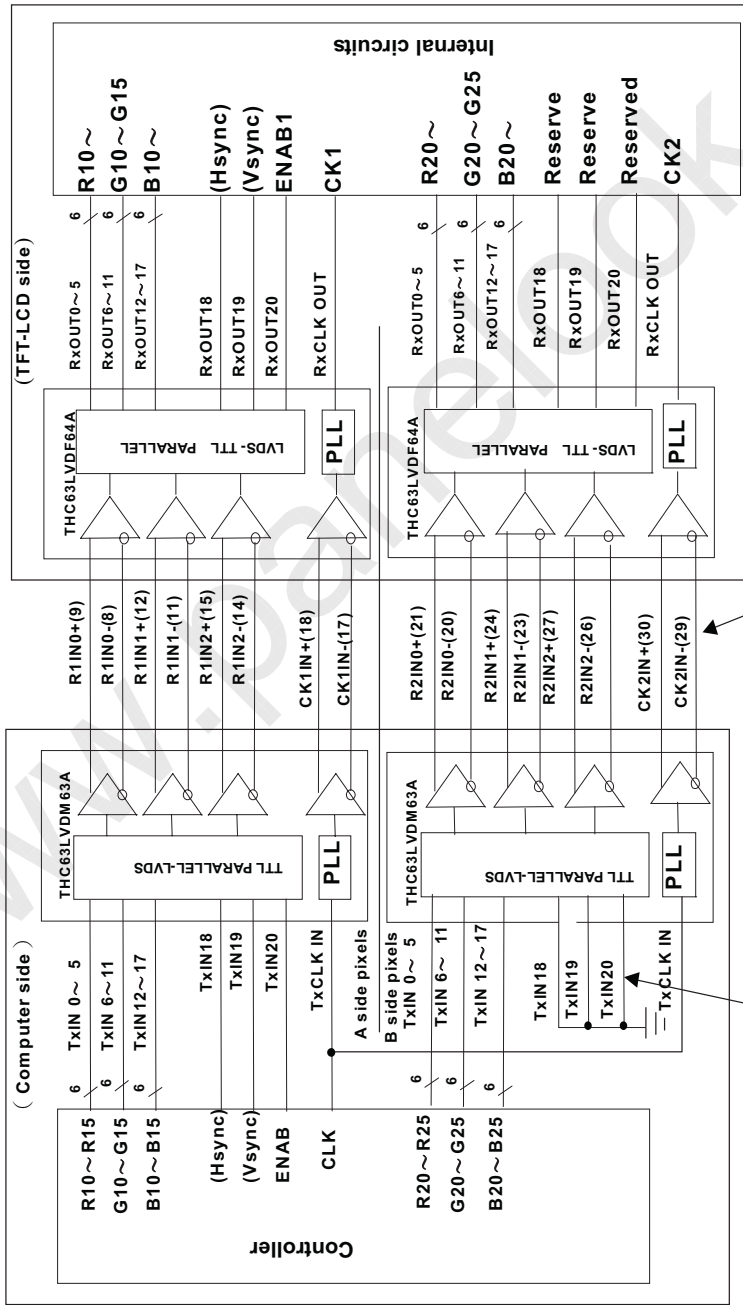 (Computer side)
(TFT-LCD side)
Controller
R10～R15
G10～G15
B10～B15
(Hsync)
(Vsync)
ENAB
CLK
6
6
6
TxIN 0～ 5
TxIN 6～11
TxIN12～17
TxIN18
TxIN19
TxIN20
TxCLK IN
THC63LVDM63A
TTL PARALLEL-LVDS
PLL
R1IN0+(9)
R1IN0-(8)
R1IN1+(12)
R1IN1-(11)
R1IN2+(15)
R1IN2-(14)
CK1IN+(18)
CK1IN-(17)
THC63LVDF64A
LVDS-TTL PARALLEL
PLL
RxOUT0～ 5
RxOUT6～ 11
RxOUT12～17
RxOUT18
RxOUT19
RxOUT20
RxCLK OUT
6
6
6
R10～
G10～G15
B10～
(Hsync)
(Vsync)
ENAB1
CK1
Internal circuits
A side pixels
B side pixels
R20～R25
G20～G25
B20～B25
6
6
6
TxIN 0～ 5
TxIN 6～ 11
TxIN 12～17
TxIN18
TxIN19
TxIN20
TxCLK IN
THC63LVDM63A
TTL PARALLEL-LVDS
PLL
R2IN0+(21)
R2IN0-(20)
R2IN1+(24)
R2IN1-(23)
R2IN2+(27)
R2IN2-(26)
CK2IN+(30)
CK2IN-(29)
THC63LVDF64A
LVDS-TTL PARALLEL
PLL
RxOUT0～ 5
RxOUT6～ 11
RxOUT12～17
RxOUT18
RxOUT19
RxOUT20
RxCLK OUT
6
6
6
R20～
G20～G25
B20～
Reserve
Reserve
Reserved
CK2
www.panelook